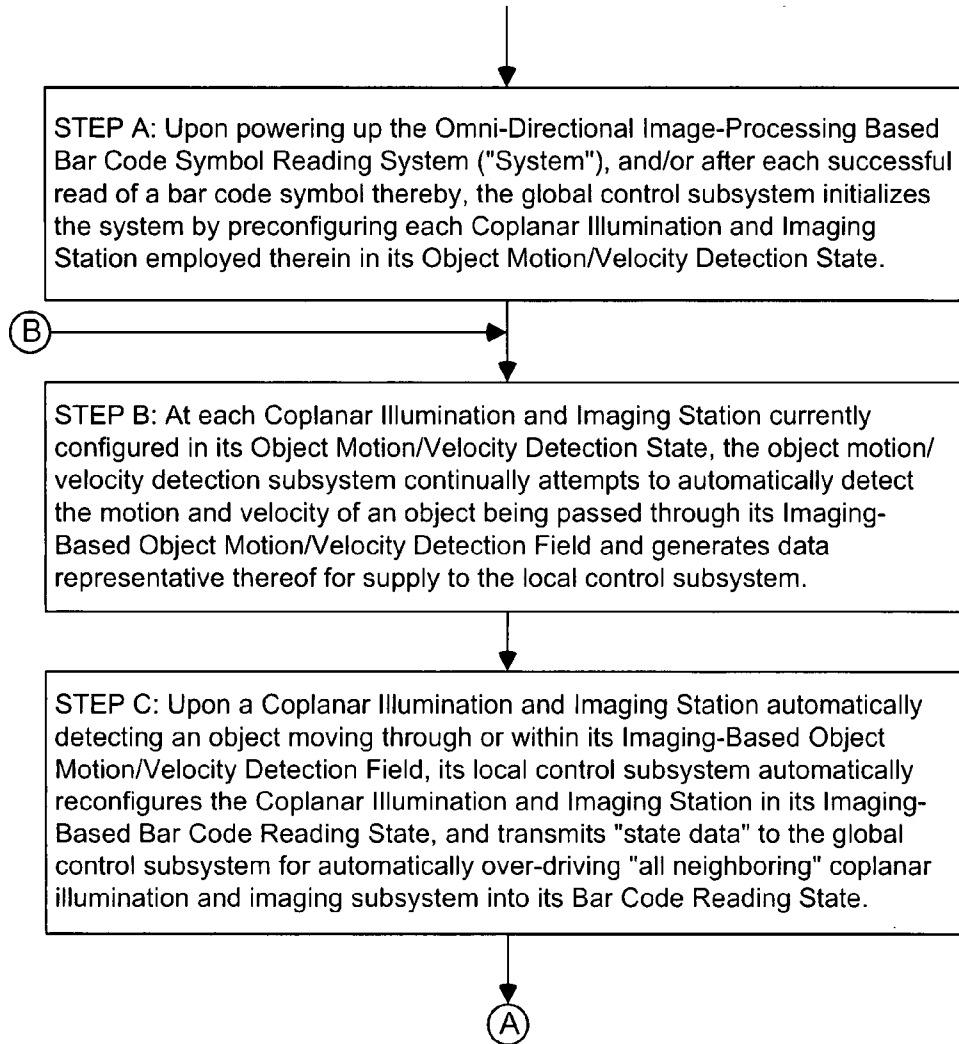 STEP A: Upon powering up the Omni-Directional Image-Processing Based
Bar Code Symbol Reading System ("System"), and/or after each successful
read of a bar code symbol thereby, the global control subsystem initializes
the system by preconfiguring each Coplanar Illumination and Imaging
Station employed therein in its Object Motion/Velocity Detection State.
B
STEP B: At each Coplanar Illumination and Imaging Station currently
configured in its Object Motion/Velocity Detection State, the object motion/
velocity detection subsystem continually attempts to automatically detect
the motion and velocity of an object being passed through its Imaging-
Based Object Motion/Velocity Detection Field and generates data
representative thereof for supply to the local control subsystem.
STEP C: Upon a Coplanar Illumination and Imaging Station automatically
detecting an object moving through or within its Imaging-Based Object
Motion/Velocity Detection Field, its local control subsystem automatically
reconfigures the Coplanar Illumination and Imaging Station in its Imaging-
Based Bar Code Reading State, and transmits "state data" to the global
control subsystem for automatically over-driving "all neighboring" coplanar
illumination and imaging subsystem into its Bar Code Reading State.
A